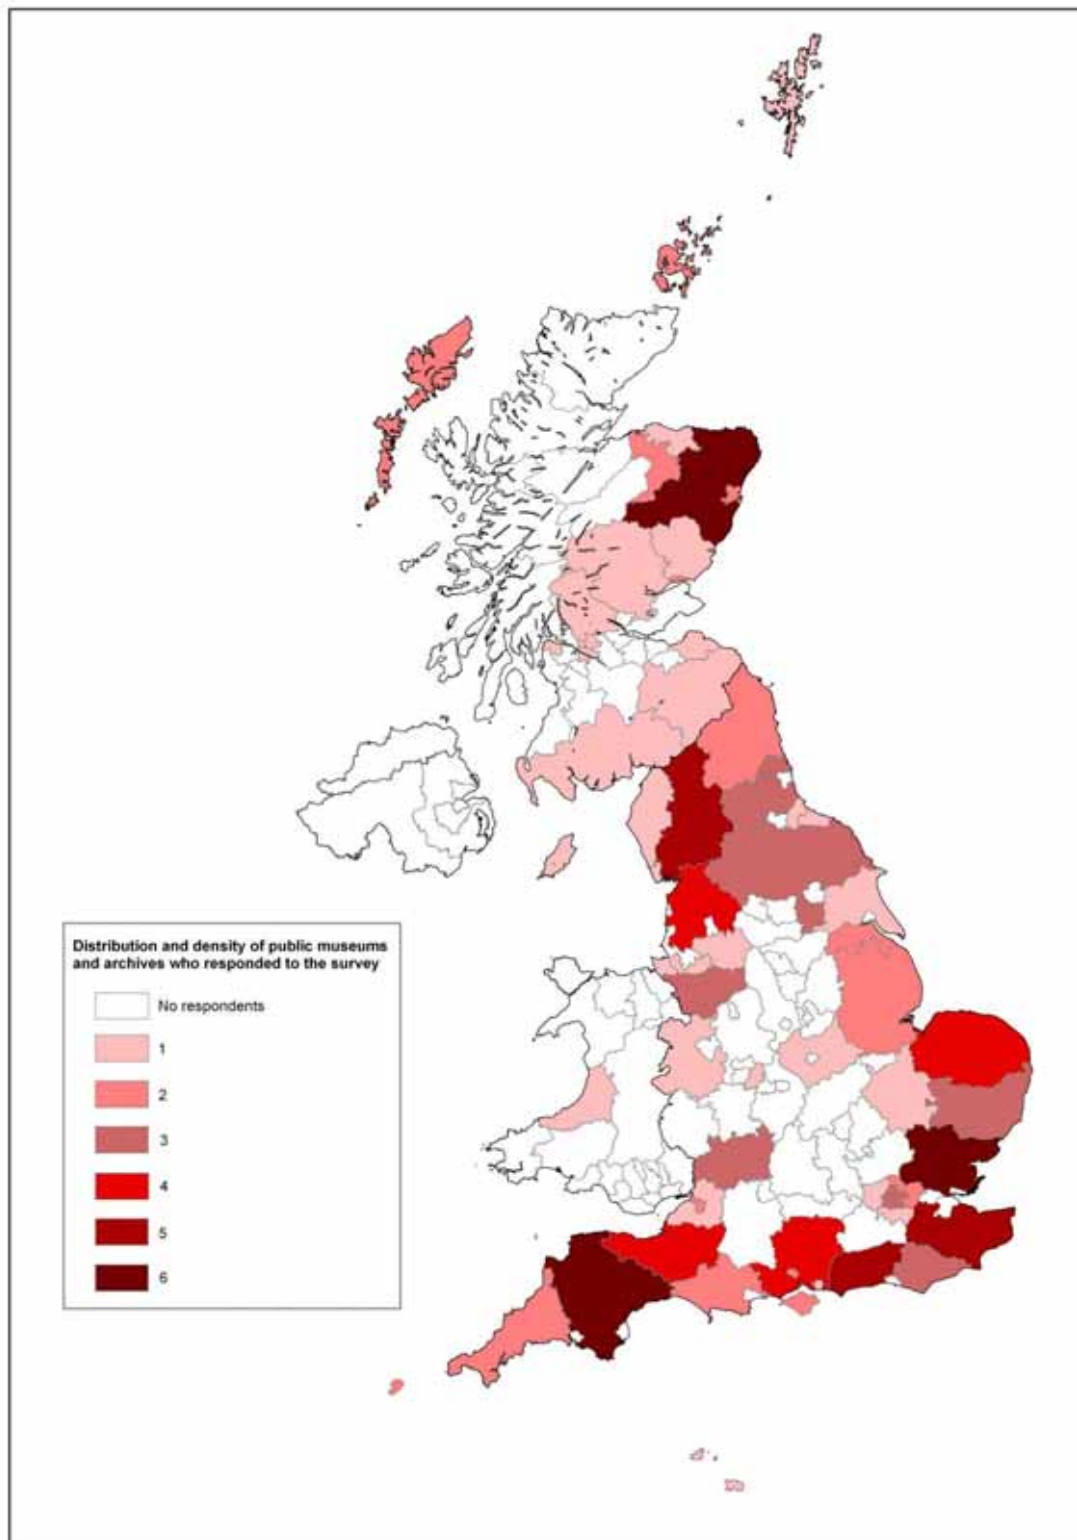 Distribution and density of public museums
and archives who responded to the survey
No respondents
1
2
3
4
5
6